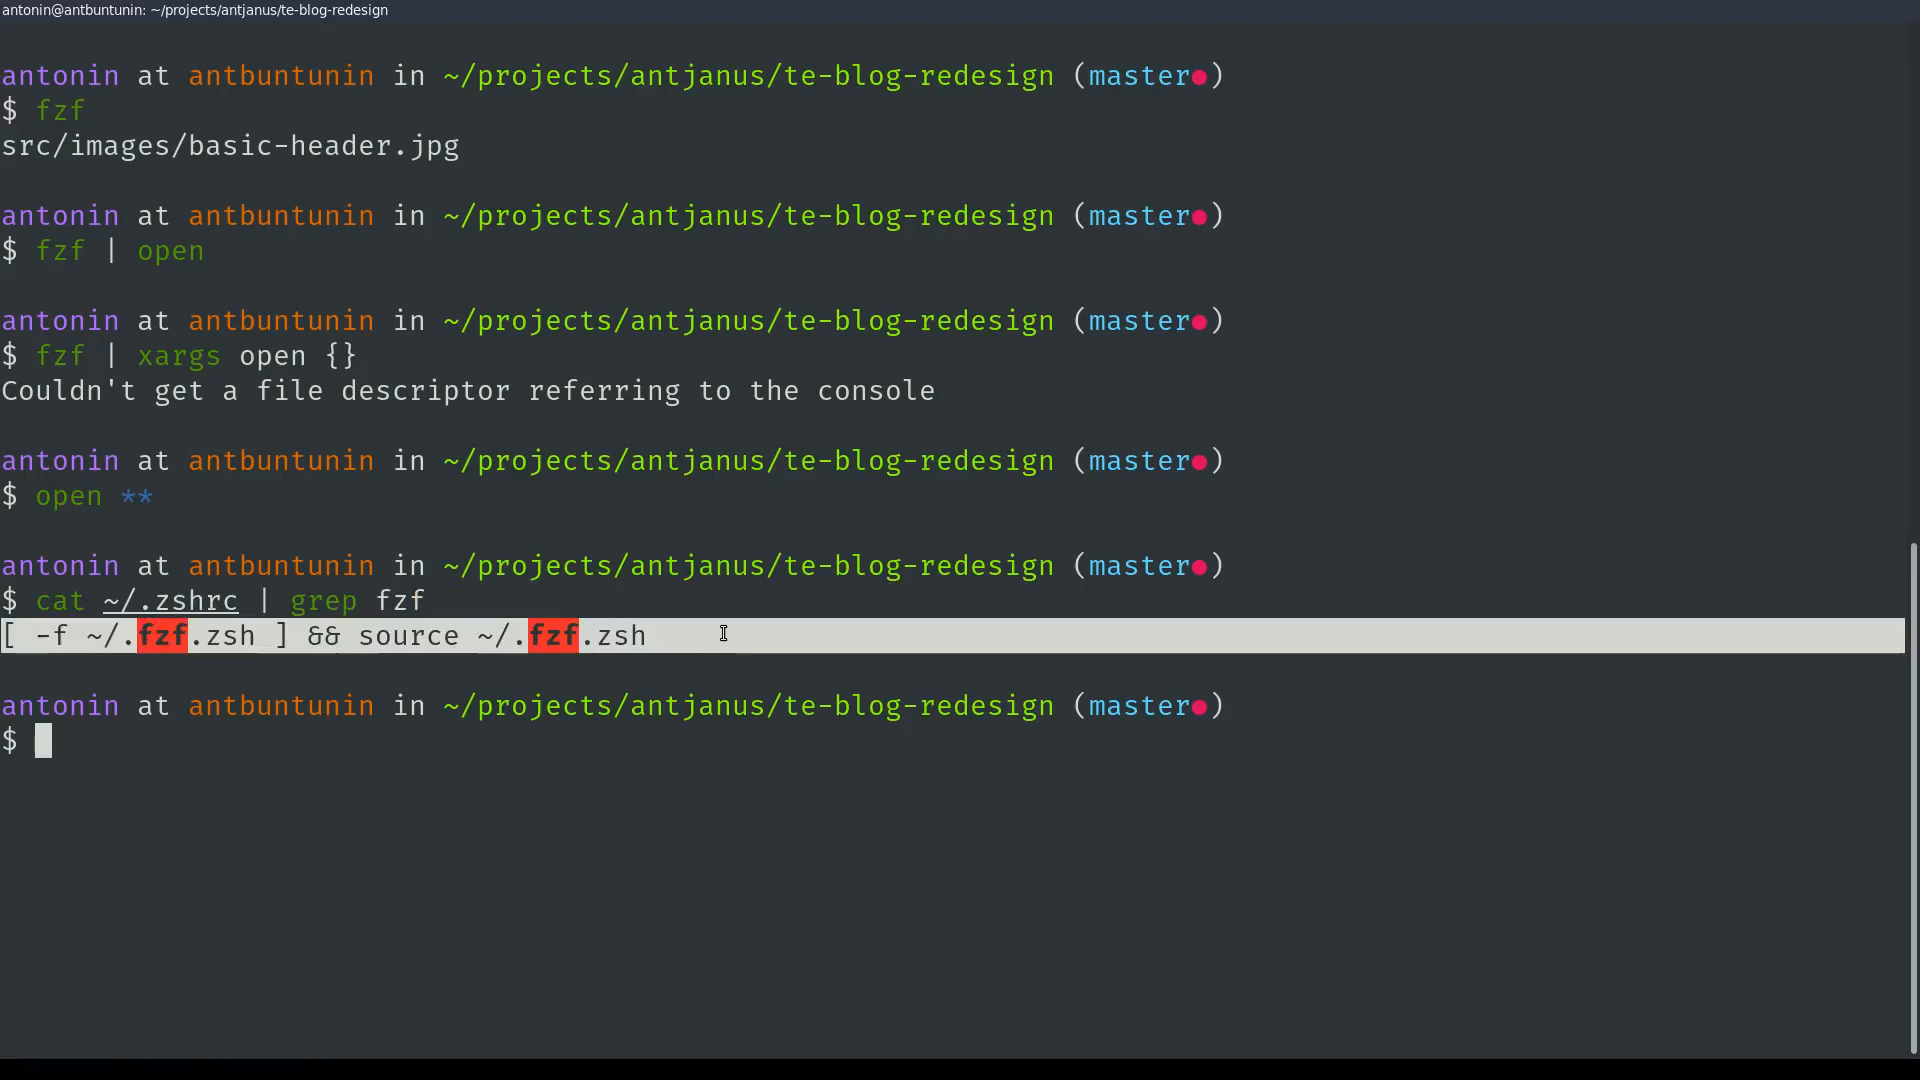 antonin@antbuntunin: ~/projects/antjanus/te-blog-redesign
antonin at antbuntunin in ~/projects/antjanus/te-blog-redesign (master●)
$ fzf
src/images/basic-header.jpg
antonin at antbuntunin in ~/projects/antjanus/te-blog-redesign (master●)
$ fzf | open
antonin at antbuntunin in ~/projects/antjanus/te-blog-redesign (master●)
$ fzf | xargs open {}
Couldn't get a file descriptor referring to the console
antonin at antbuntunin in ~/projects/antjanus/te-blog-redesign (master●)
$ open **
antonin at antbuntunin in ~/projects/antjanus/te-blog-redesign (master●)
$ cat ~/.zshrc | grep fzf
[ -f ~/.fzf.zsh ] && source ~/.fzf.zsh
antonin at antbuntunin in ~/projects/antjanus/te-blog-redesign (master●)
$